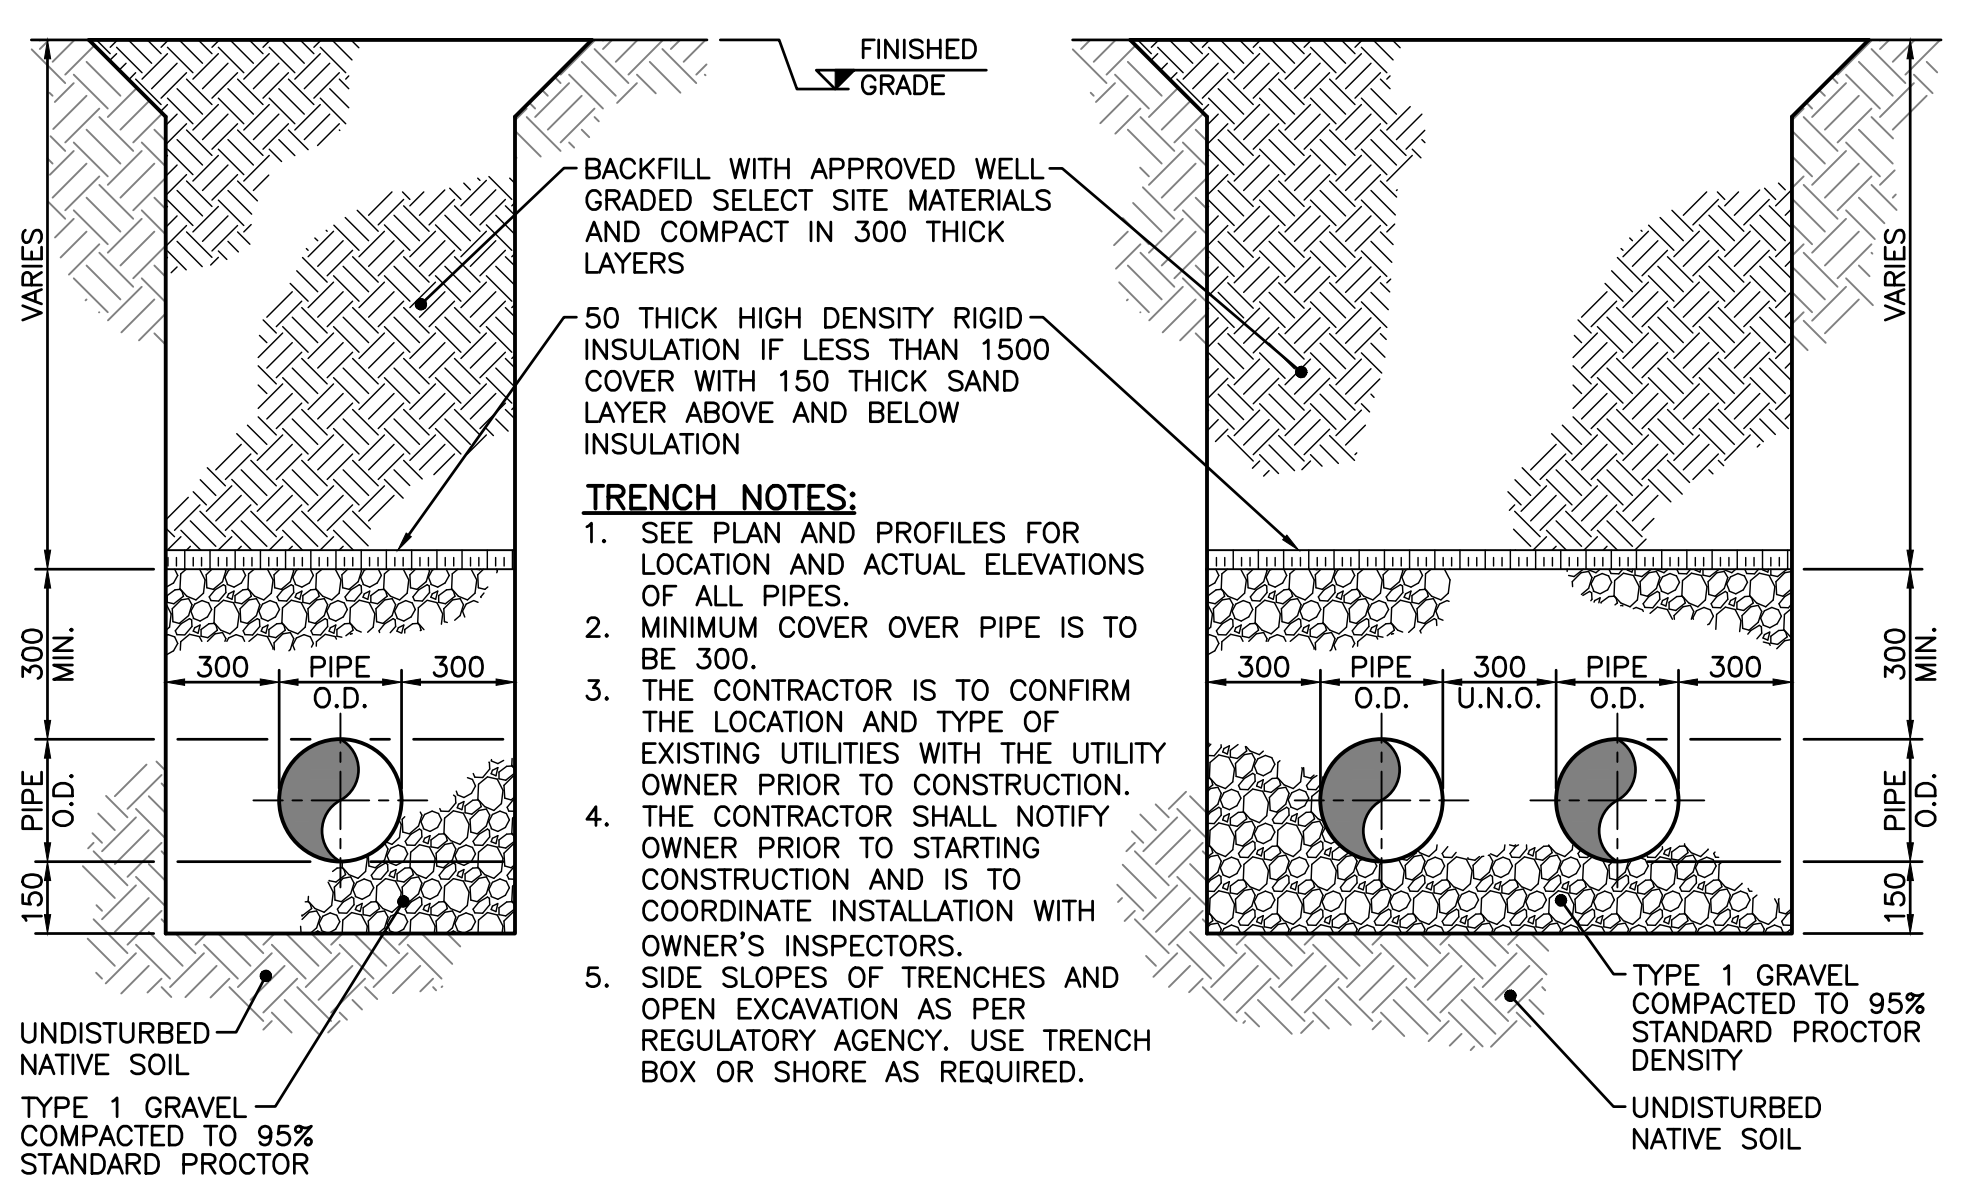 FINISHED
GRADE
BACKFILL WITH APPROVED WELL
GRADED SELECT SITE MATERIALS
AND COMPACT IN 300 THICK
LAYERS
50 THICK HIGH DENSITY RIGID
INSULATION IF LESS THAN 1500
COVER WITH 150 THICK SAND
LAYER ABOVE AND BELOW
INSULATION
TRENCH NOTES:
1. SEE PLAN AND PROFILES FOR
LOCATION AND ACTUAL ELEVATIONS
OF ALL PIPES.
2. MINIMUM COVER OVER PIPE IS TO
BE 300.
3. THE CONTRACTOR IS TO CONFIRM
THE LOCATION AND TYPE OF
EXISTING UTILITIES WITH THE UTILITY
OWNER PRIOR TO CONSTRUCTION.
4. THE CONTRACTOR SHALL NOTIFY
OWNER PRIOR TO STARTING
CONSTRUCTION AND IS TO
COORDINATE INSTALLATION WITH
OWNER'S INSPECTORS.
5. SIDE SLOPES OF TRENCHES AND
OPEN EXCAVATION AS PER
REGULATORY AGENCY. USE TRENCH
BOX OR SHORE AS REQUIRED.
VARIES
300
MIN.
PIPE
O.D.
150
300
PIPE
O.D.
300
UNDISTURBED
NATIVE SOIL
TYPE 1 GRAVEL
COMPACTED TO 95%
STANDARD PROCTOR
300
PIPE
O.D.
300
U.N.O.
PIPE
O.D.
300
VARIES
300
MIN.
PIPE
O.D.
150
TYPE 1 GRAVEL
COMPACTED TO 95%
STANDARD PROCTOR
DENSITY
UNDISTURBED
NATIVE SOIL